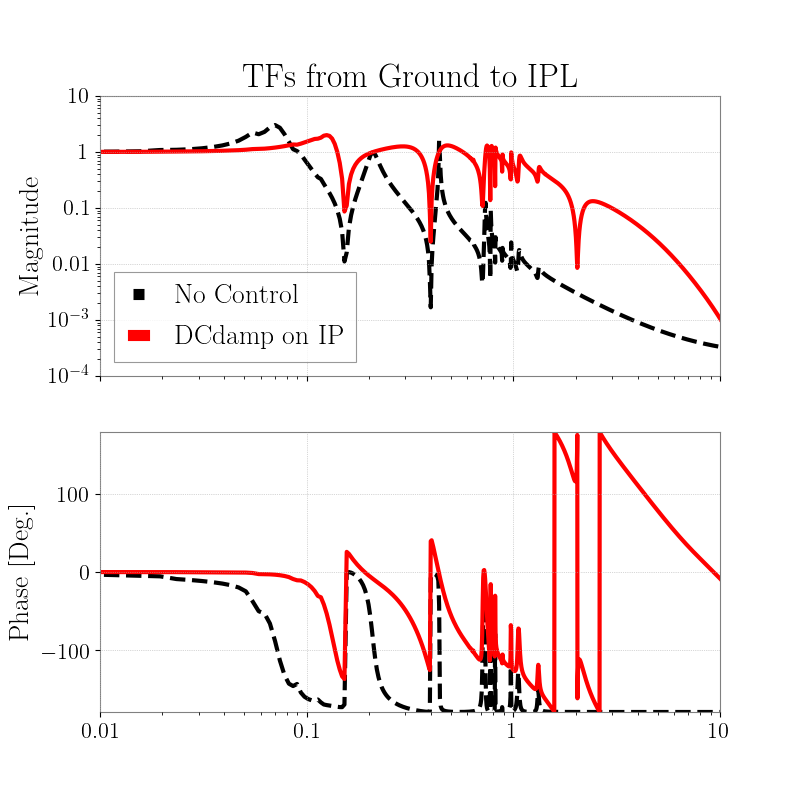 TFs from Ground to IPL
Magnitude
10
1
0.1
0.01
10⁻³
10⁻⁴
No Control
DCdamp on IP
Phase [Deg.]
100
0
−100
0.01
0.1
1
10